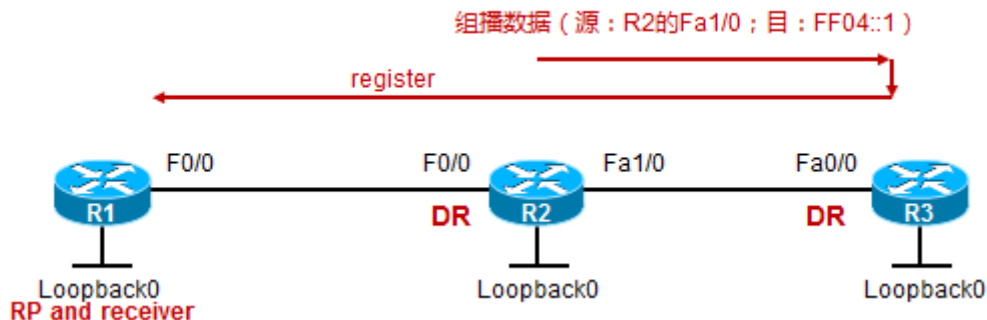 组播数据（源：R2的Fa1/0；目：FF04::1）
register
F0/0
F0/0
Fa1/0
Fa0/0
R1
DR
R2
DR
R3
Loopback0
Loopback0
Loopback0
RP and receiver